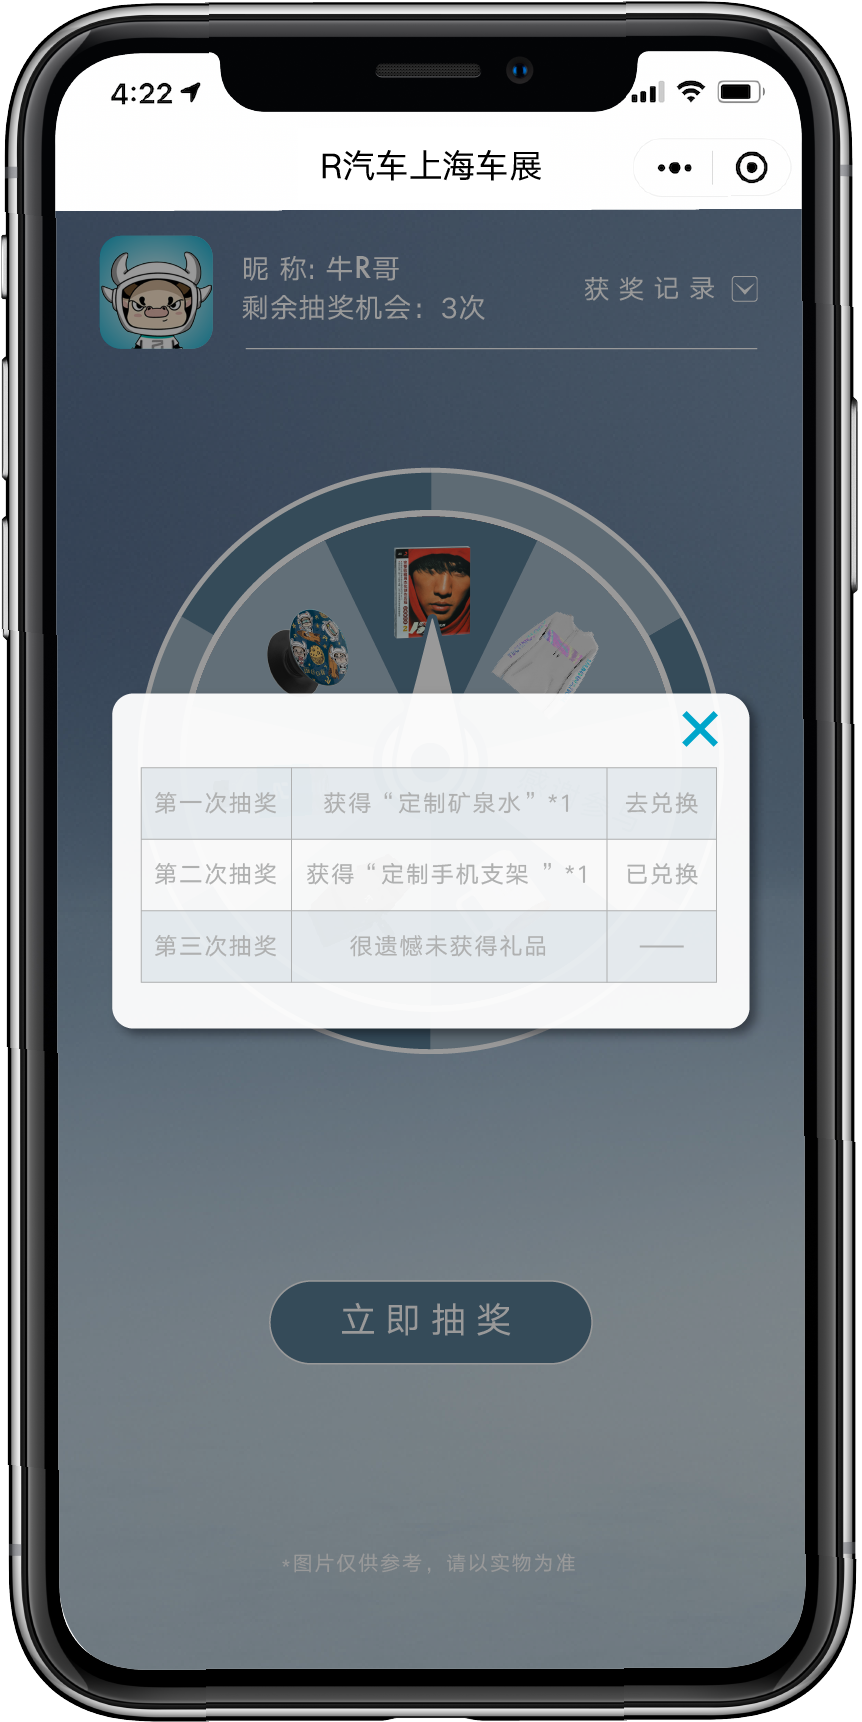 4:22
R汽车上海车展
昵 称: 牛R哥
剩余抽奖机会：3次
获奖记录
第一次抽奖 获得“定制矿泉水”*1 去兑换
第二次抽奖 获得“定制手机支架 ”*1 已兑换
第三次抽奖 很遗憾未获得礼品 ——
立即抽奖
*图片仅供参考，请以实物为准